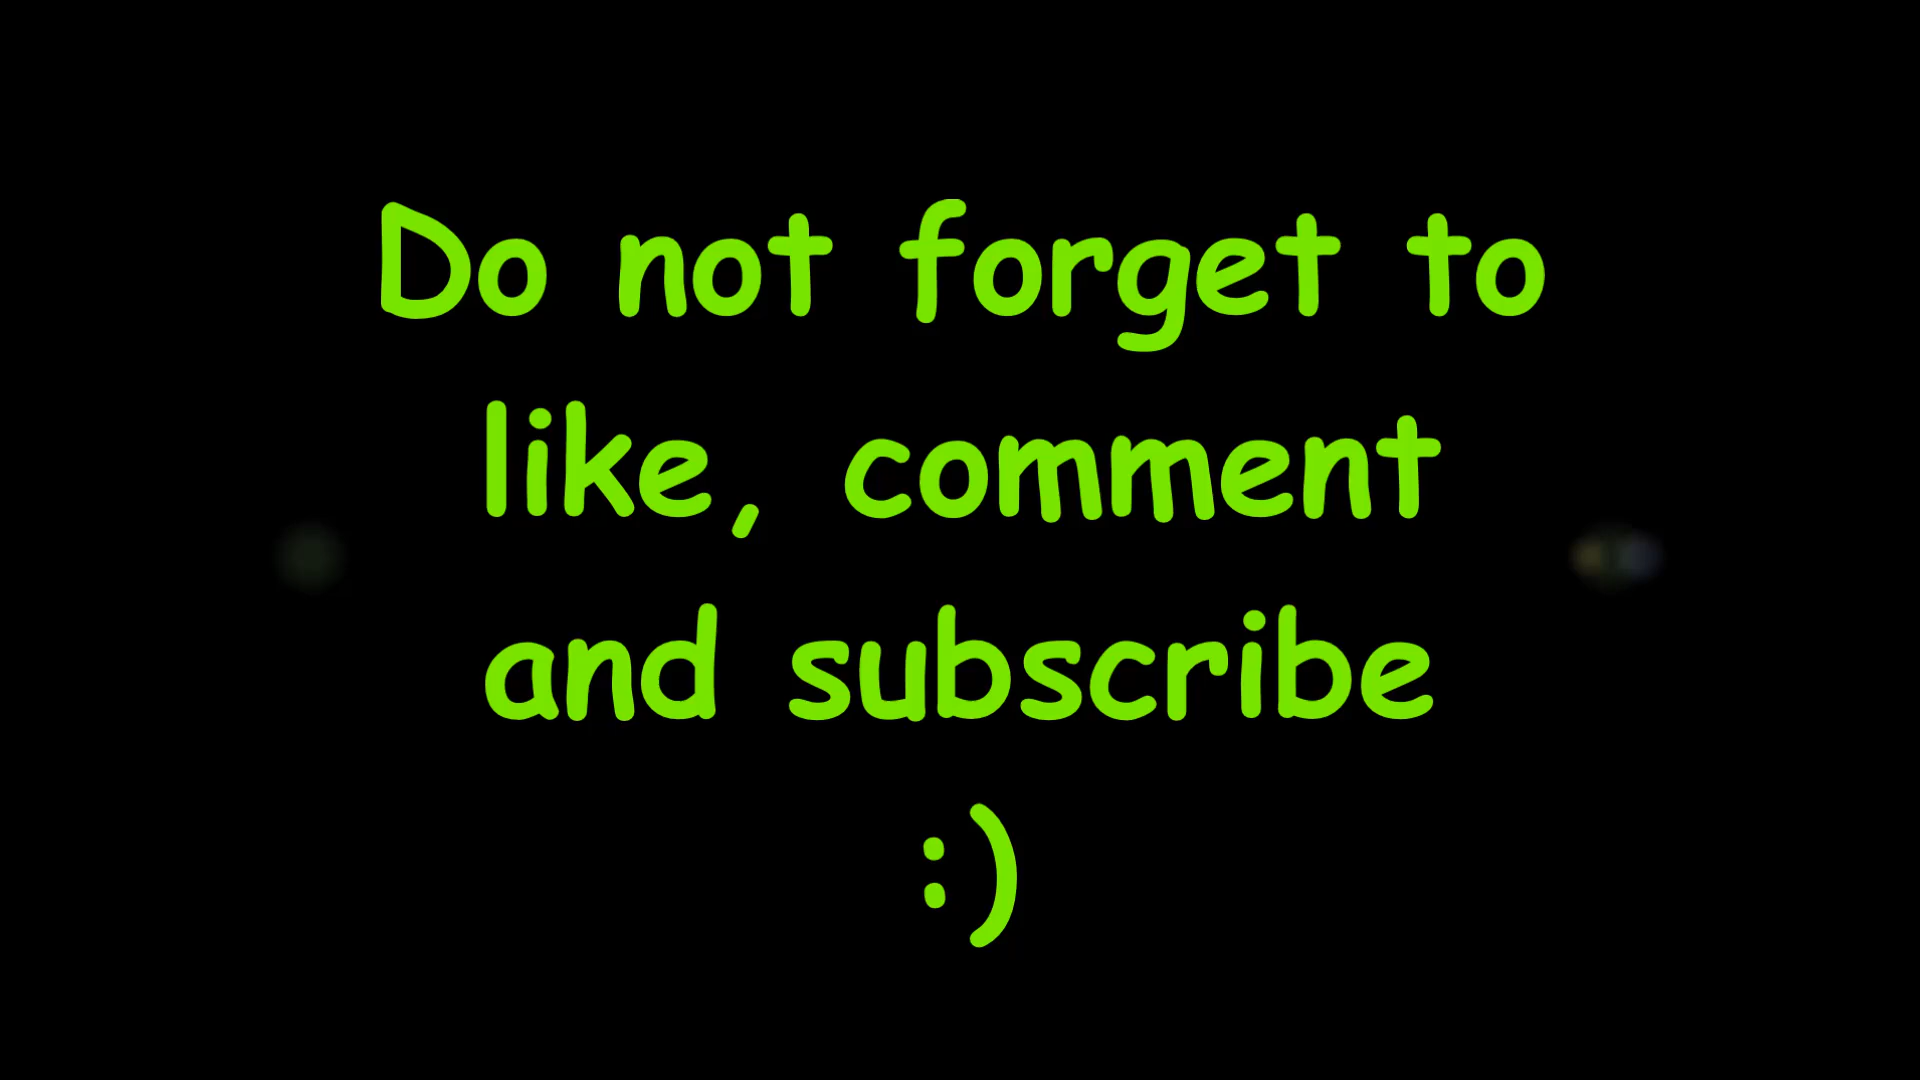 Do not forget to
like, comment
and subscribe
:)